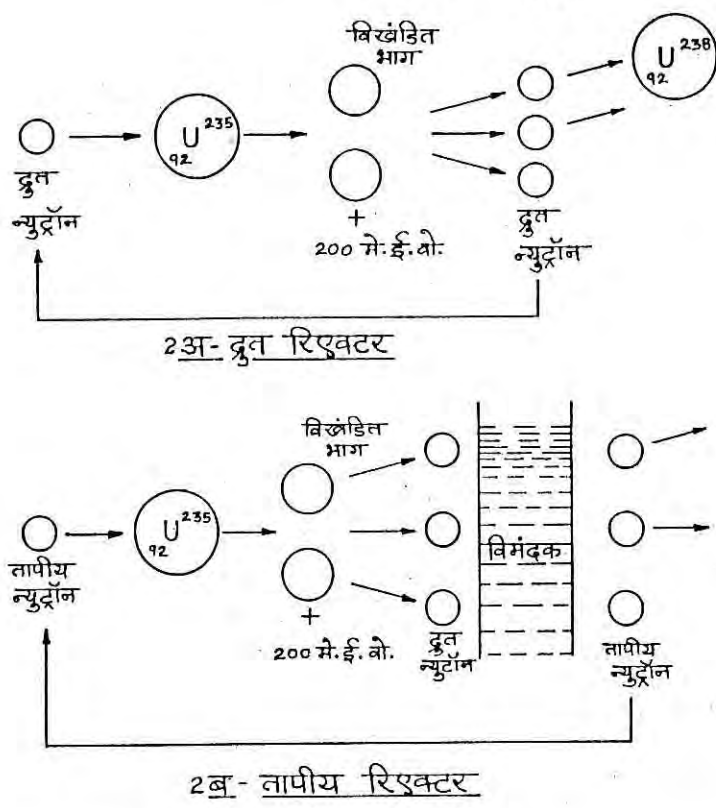 विखंडित
भाग
U 238
92
U 235
92
द्रुत
न्युट्रॉन
+
200 मे.ई.वो.
द्रुत
न्युट्रॉन
2अ- द्रुत रिएक्टर
विखंडित
भाग
U 235
92
विमंदक
तापीय
न्युट्रॉन
+
200 मे.ई.वो.
द्रुत
न्युटॉन
तापीय
न्युट्रॉन
2ब - तापीय रिएक्टर